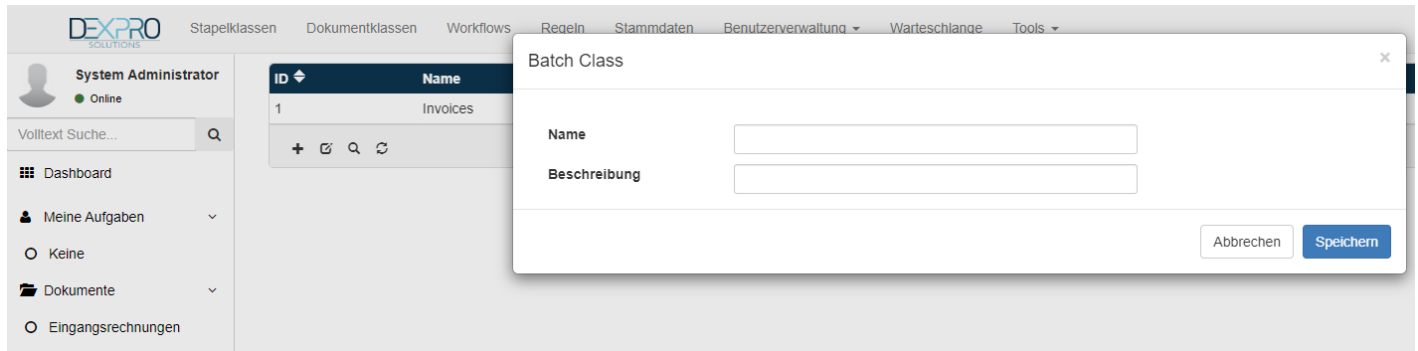 DEXPRO
SOLUTIONS
Stapelklassen Dokumentklassen Workflows Regeln Stammdaten Benutzerverwaltung Warteschlange Tools
System Administrator
Online
Volltext Suche...
Dashboard
Meine Aufgaben
Keine
Dokumente
Eingangsrechnungen
ID Name
1 Invoices
Batch Class ×
Name
Beschreibung
Abbrechen Speichern